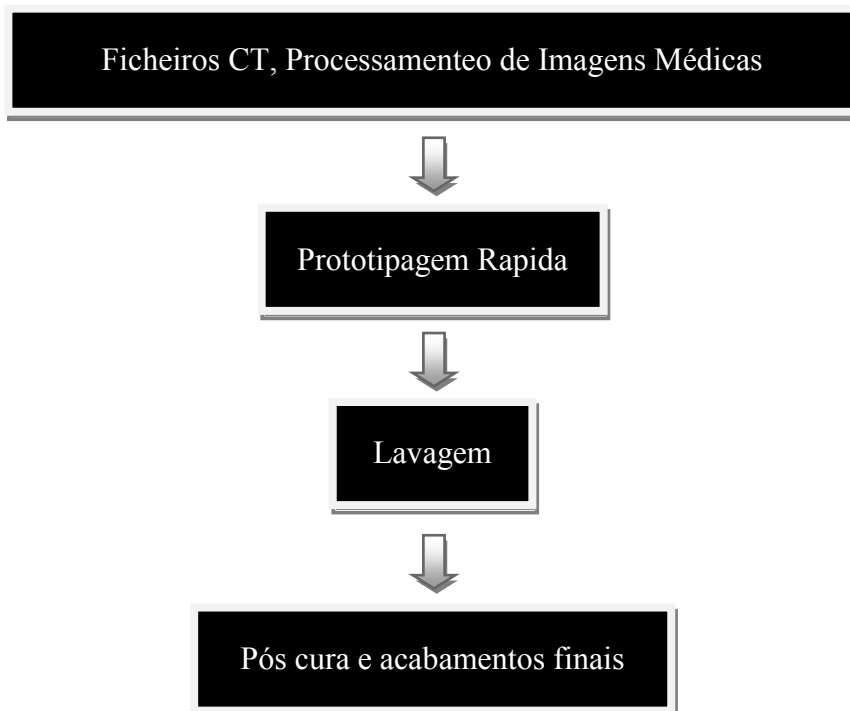 Ficheiros CT, Processamenteo de Imagens Médicas
Prototipagem Rapida
Lavagem
Pós cura e acabamentos finais